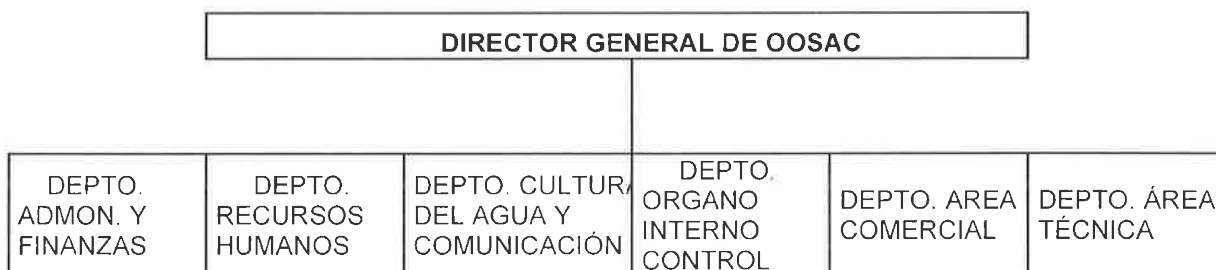 DIRECTOR GENERAL DE OOSAC
DEPTO.
ADMON. Y
FINANZAS
DEPTO.
RECURSOS
HUMANOS
DEPTO. CULTURA
DEL AGUA Y
COMUNICACIÓN
DEPTO.
ORGANO
INTERNO
CONTROL
DEPTO. AREA
COMERCIAL
DEPTO. ÁREA
TÉCNICA